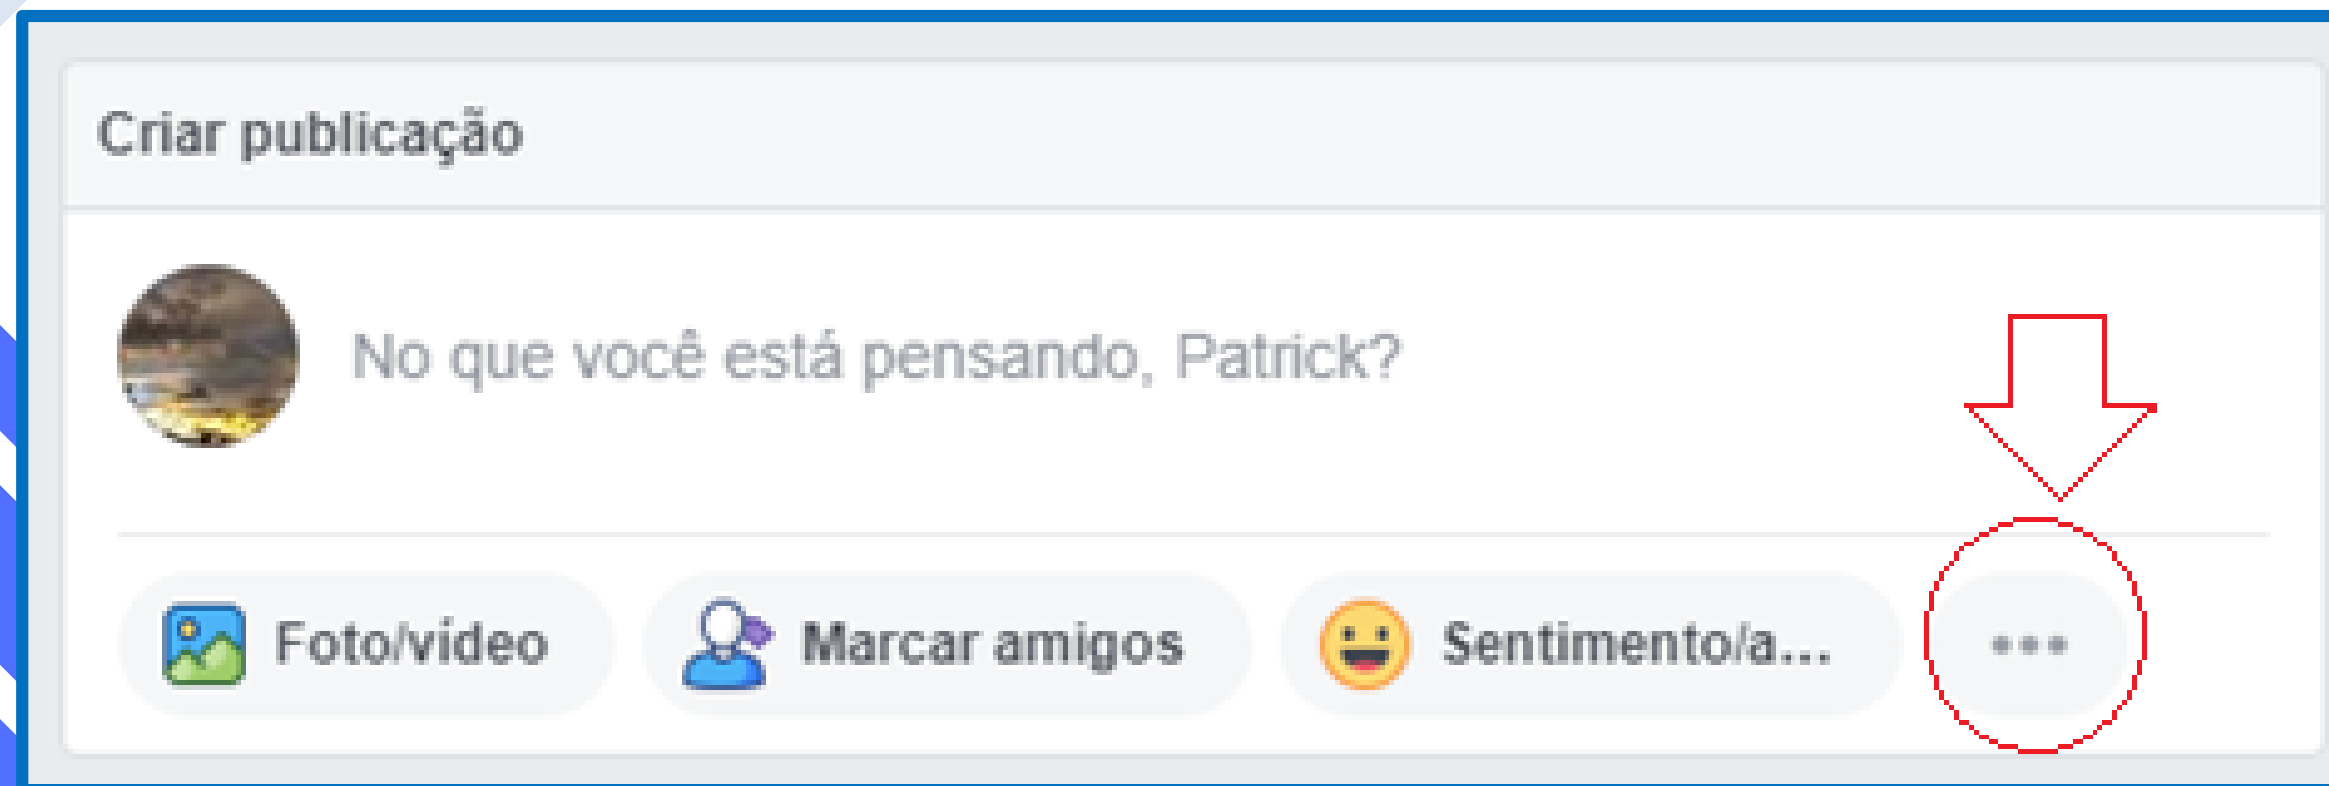 Criar publicação
No que você está pensando, Patrick?
Foto/vídeo Marcar amigos Sentimento/a... •••